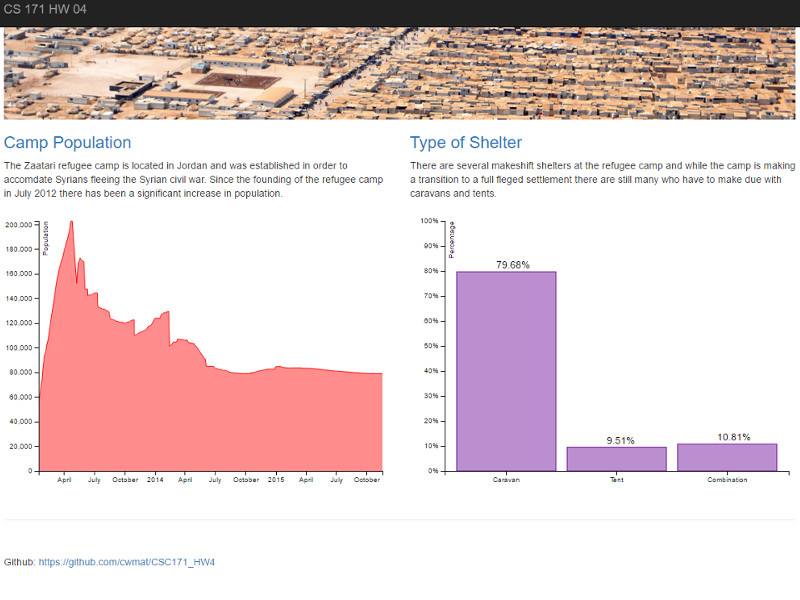 CS 171 HW 04
Camp Population
The Zaatari refugee camp is located in Jordan and was established in order to
accomdate Syrians fleeing the Syrian civil war. Since the founding of the refugee camp
in July 2012 there has been a significant increase in population.
Type of Shelter
There are several makeshift shelters at the refugee camp and while the camp is making
a transition to a full fleged settlement there are still many who have to make due with
caravans and tents.
Population
200,000
180,000
160,000
140,000
120,000
100,000
80,000
60,000
40,000
20,000
0
April July October 2014 April July October 2015 April July October
Percentage
100%
90%
80%
70%
60%
50%
40%
30%
20%
10%
0%
79.68%
9.51%
10.81%
Caravan Tent Combination
Github: https://github.com/cwmat/CSC171_HW4